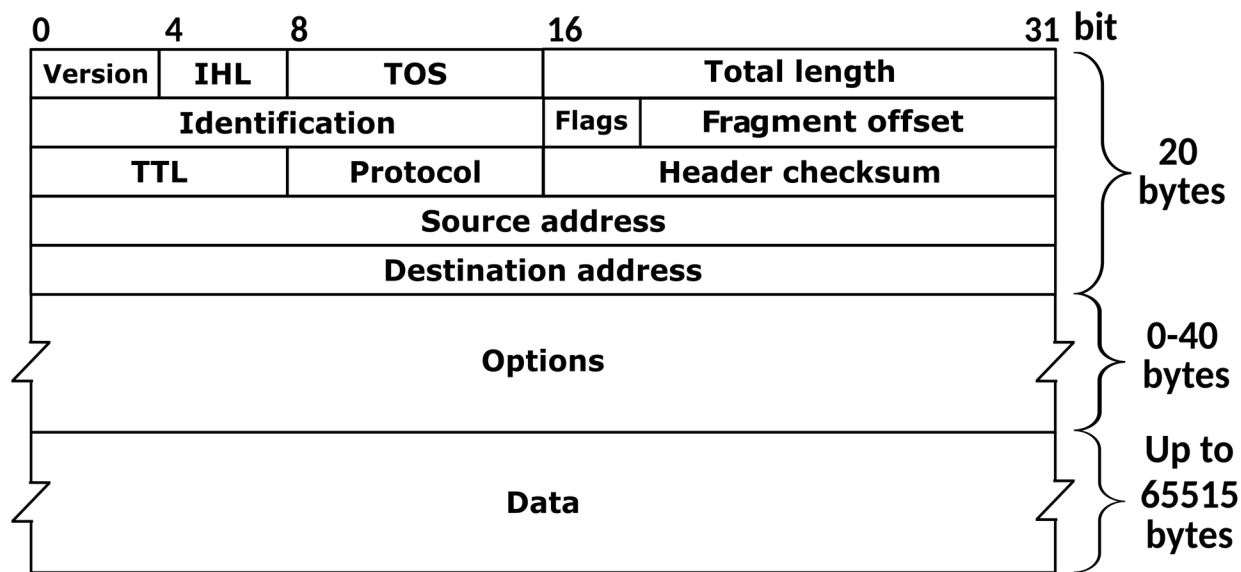 0 4 8 16 31 bit
Version IHL TOS Total length
Identification Flags Fragment offset
TTL Protocol Header checksum
Source address
Destination address
20
bytes
Options
0-40
bytes
Data
Up to
65515
bytes